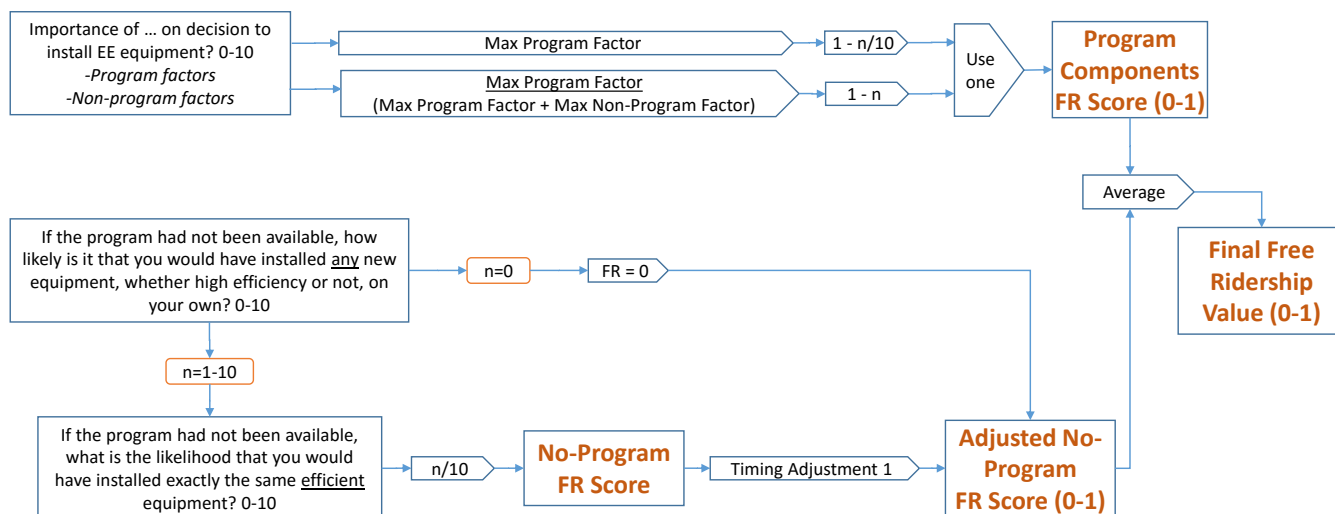 Importance of ... on decision to
install EE equipment? 0-10
-Program factors
-Non-program factors
Max Program Factor
1 - n/10
Max Program Factor
(Max Program Factor + Max Non-Program Factor)
1 - n
Use
one
Program
Components
FR Score (0-1)
Average
Final Free
Ridership
Value (0-1)
If the program had not been available, how
likely is it that you would have installed any new
equipment, whether high efficiency or not, on
your own? 0-10
n=0
FR = 0
n=1-10
If the program had not been available,
what is the likelihood that you would
have installed exactly the same efficient
equipment? 0-10
n/10
No-Program
FR Score
Timing Adjustment 1
Adjusted No-
Program
FR Score (0-1)